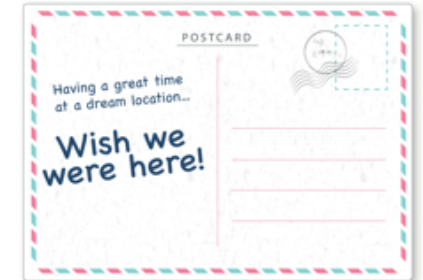 POSTCARD
Having a great time
at a dream location...
Wish we
were here!